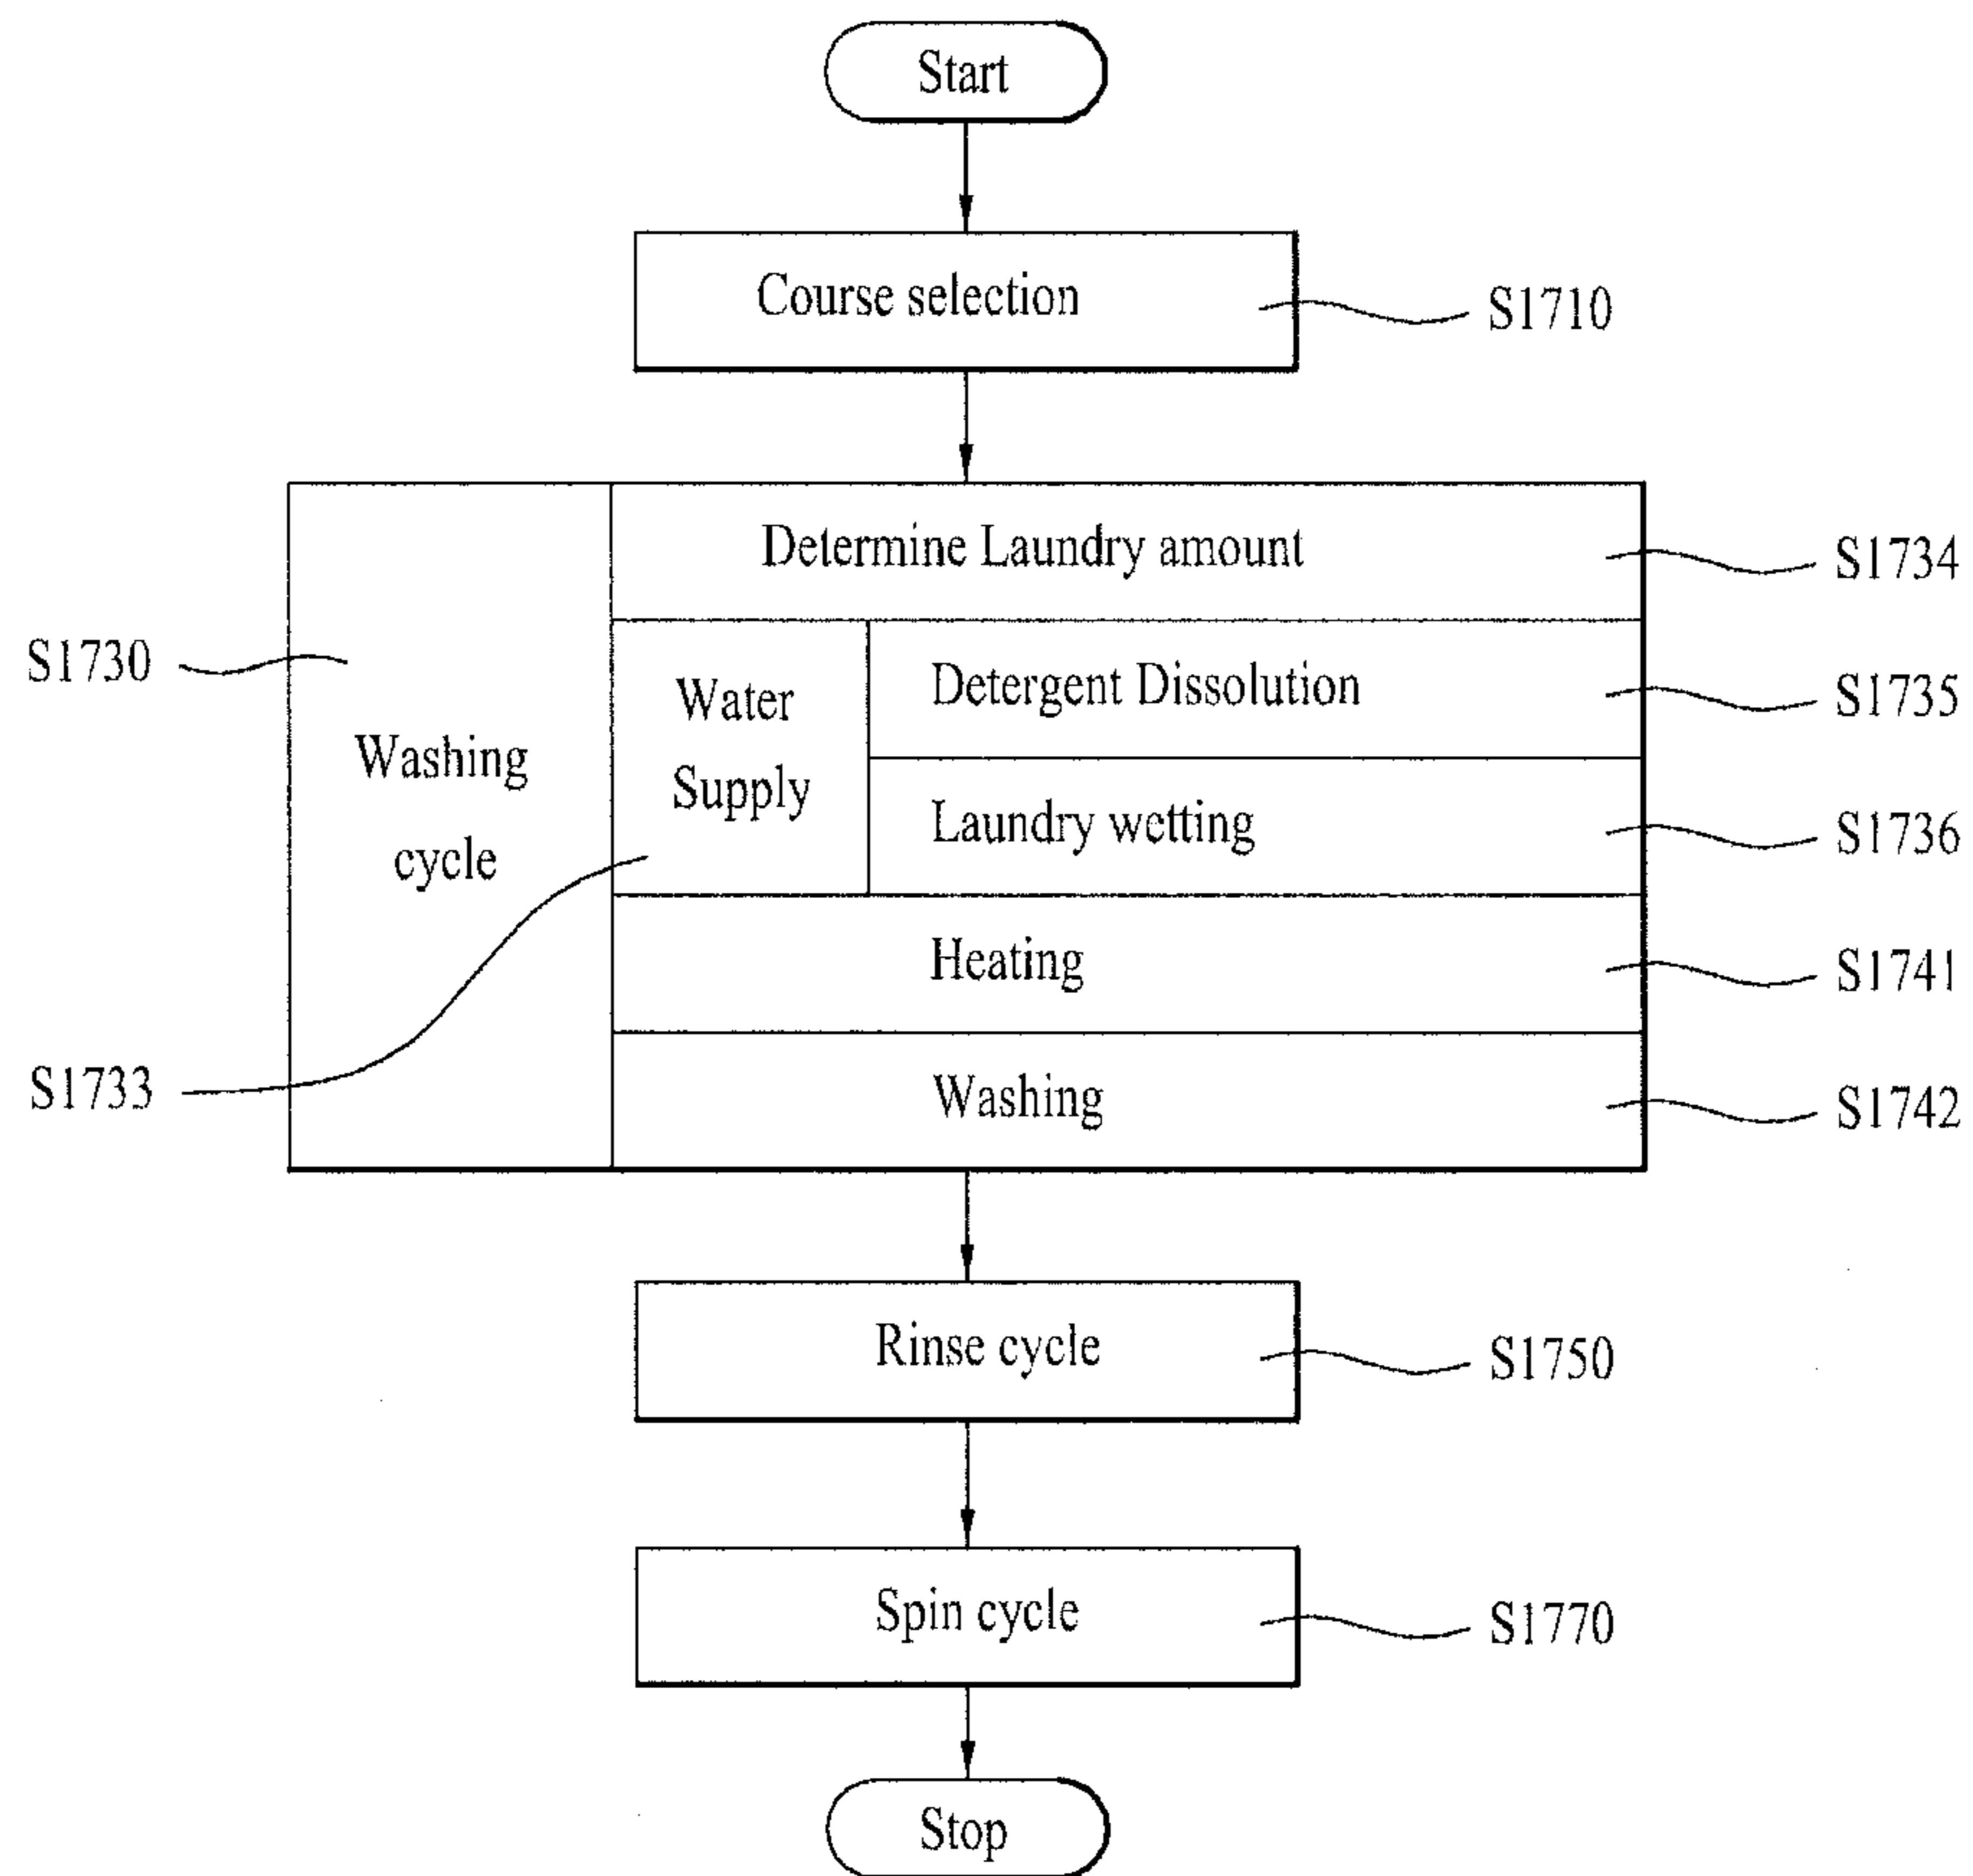 Start
Course selection
S1710
Determine Laundry amount
S1734
S1730
Washing
cycle
Water
Supply
Detergent Dissolution
S1735
Laundry wetting
S1736
Heating
S1741
S1733
Washing
S1742
Rinse cycle
S1750
Spin cycle
S1770
Stop